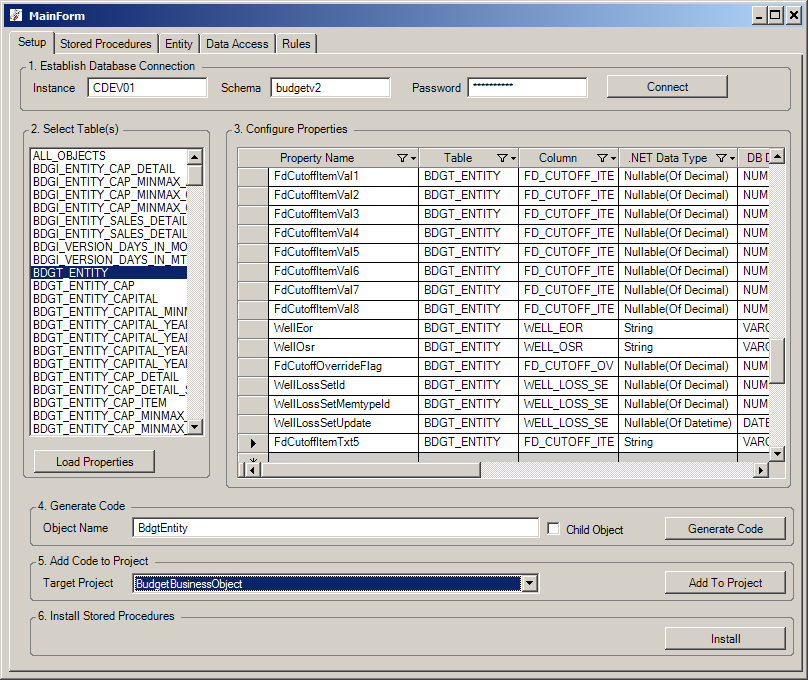 MainForm
Setup Stored Procedures Entity Data Access Rules
1. Establish Database Connection
Instance CDEV01 Schema budgetv2 Password ********** Connect
2. Select Table(s)
ALL_OBJECTS
BDGI_ENTITY_CAP_DETAIL
BDGI_ENTITY_CAP_MINMAX_
BDGI_ENTITY_CAP_MINMAX_C
BDGI_ENTITY_CAP_MINMAX_C
BDGI_ENTITY_SALES_DETAIL
BDGI_ENTITY_SALES_DETAIL
BDGI_VERSION_DAYS_IN_MO
BDGI_VERSION_DAYS_IN_MT
BDGT_ENTITY
BDGT_ENTITY_CAP
BDGT_ENTITY_CAPITAL
BDGT_ENTITY_CAPITAL_MINM
BDGT_ENTITY_CAPITAL_YEAR
BDGT_ENTITY_CAPITAL_YEAR
BDGT_ENTITY_CAPITAL_YEAR
BDGT_ENTITY_CAPITAL_YEAR
BDGT_ENTITY_CAP_DETAIL
BDGT_ENTITY_CAP_DETAIL_S
BDGT_ENTITY_CAP_ITEM
BDGT_ENTITY_CAP_MINMAX_
BDGT_ENTITY_CAP_MINMAX_
Load Properties
3. Configure Properties
Property Name Table Column .NET Data Type DB D
FdCutoffItemVal1 BDGT_ENTITY FD_CUTOFF_ITE Nullable(Of Decimal) NUM
FdCutoffItemVal2 BDGT_ENTITY FD_CUTOFF_ITE Nullable(Of Decimal) NUM
FdCutoffItemVal3 BDGT_ENTITY FD_CUTOFF_ITE Nullable(Of Decimal) NUM
FdCutoffItemVal4 BDGT_ENTITY FD_CUTOFF_ITE Nullable(Of Decimal) NUM
FdCutoffItemVal5 BDGT_ENTITY FD_CUTOFF_ITE Nullable(Of Decimal) NUM
FdCutoffItemVal6 BDGT_ENTITY FD_CUTOFF_ITE Nullable(Of Decimal) NUM
FdCutoffItemVal7 BDGT_ENTITY FD_CUTOFF_ITE Nullable(Of Decimal) NUM
FdCutoffItemVal8 BDGT_ENTITY FD_CUTOFF_ITE Nullable(Of Decimal) NUM
WellEor BDGT_ENTITY WELL_EOR String VARC
WellOsr BDGT_ENTITY WELL_OSR String VARC
FdCutoffOverrideFlag BDGT_ENTITY FD_CUTOFF_OV Nullable(Of Decimal) NUM
WellLossSetId BDGT_ENTITY WELL_LOSS_SE Nullable(Of Decimal) NUM
WellLossSetMemtypeId BDGT_ENTITY WELL_LOSS_SE Nullable(Of Decimal) NUM
WellLossSetUpdate BDGT_ENTITY WELL_LOSS_SE Nullable(Of Datetime) DATE
FdCutoffItemTxt5 BDGT_ENTITY FD_CUTOFF_ITE String VARC
4. Generate Code
Object Name BdgtEntity Child Object Generate Code
5. Add Code to Project
Target Project BudgetBusinessObject Add To Project
6. Install Stored Procedures
Install